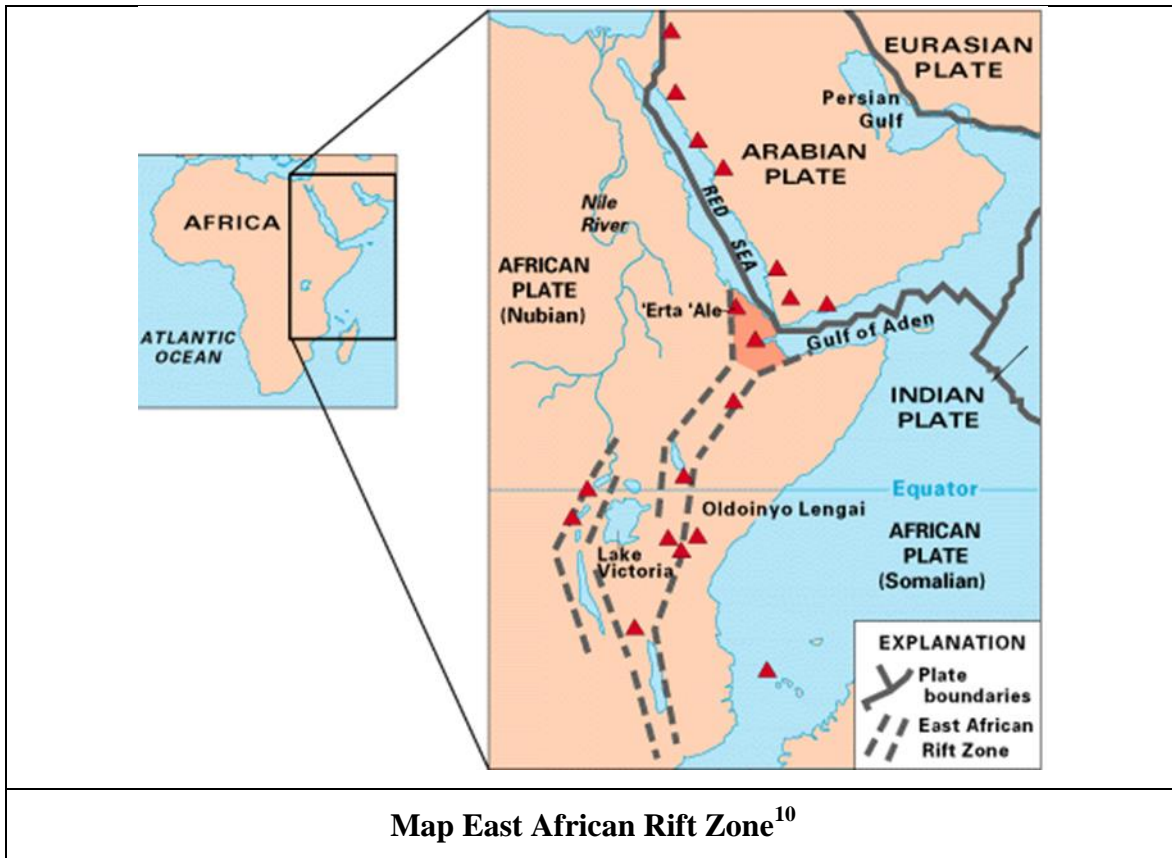 AFRICA
ATLANTIC
OCEAN
EURASIAN
PLATE
Persian
Gulf
ARABIAN
PLATE
RED
SEA
Nile
River
AFRICAN
PLATE
(Nubian)
'Erta 'Ale
Gulf of Aden
INDIAN
PLATE
Equator
Oldoinyo Lengai
AFRICAN
PLATE
(Somalian)
Lake
Victoria
EXPLANATION
Plate
boundaries
East African
Rift Zone
Map East African Rift Zone10